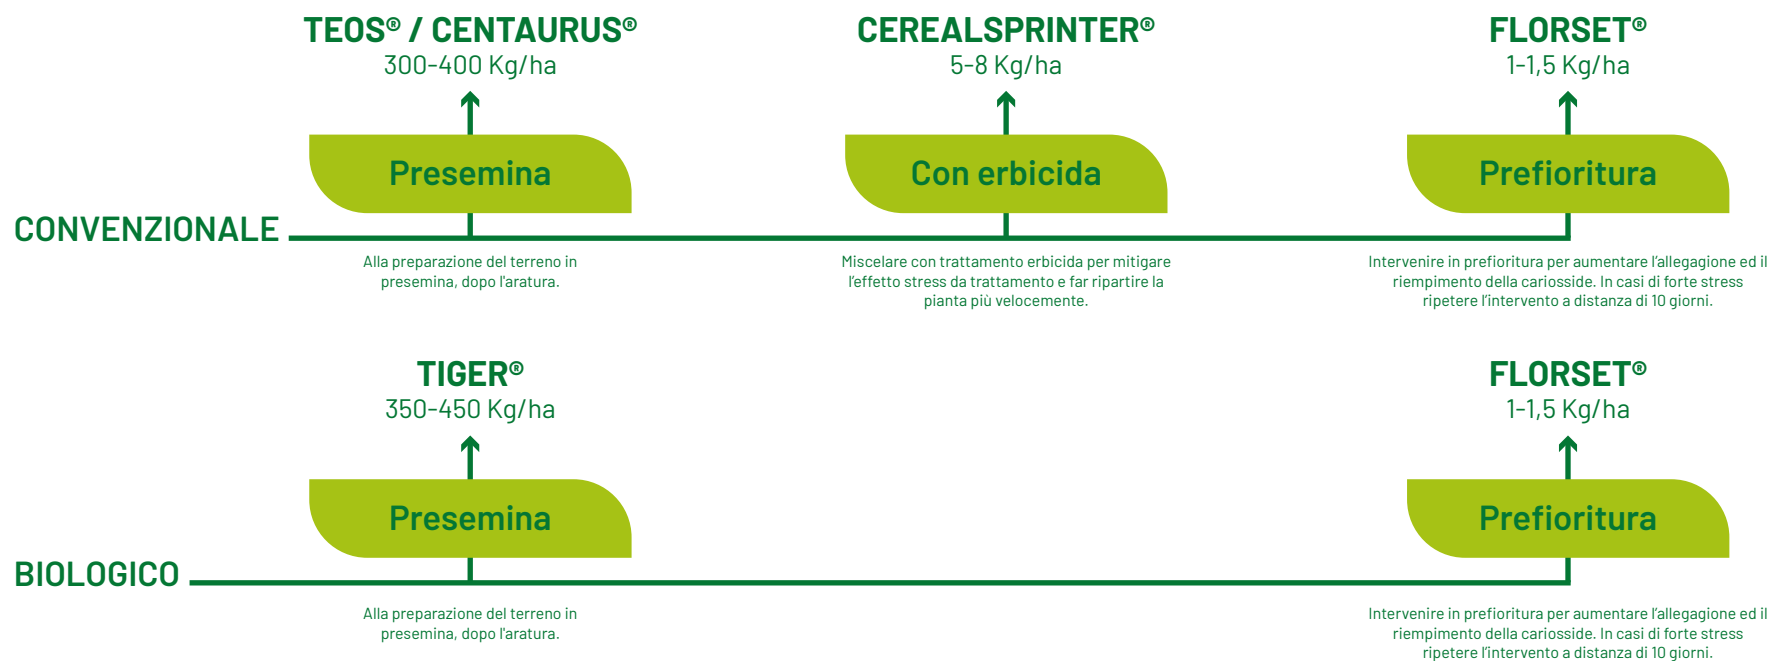 TEOS® / CENTAURUS®
300-400 Kg/ha
CEREALSPRINTER®
5-8 Kg/ha
FLORSET®
1-1,5 Kg/ha
Presemina
Con erbicida
Prefioritura
CONVENZIONALE
Alla preparazione del terreno in
presemina, dopo l'aratura.
Miscelare con trattamento erbicida per mitigare
l’effetto stress da trattamento e far ripartire la
pianta più velocemente.
Intervenire in prefioritura per aumentare l’allegagione ed il
riempimento della cariosside. In casi di forte stress
ripetere l’intervento a distanza di 10 giorni.
TIGER®
350-450 Kg/ha
FLORSET®
1-1,5 Kg/ha
Presemina
Prefioritura
BIOLOGICO
Alla preparazione del terreno in
presemina, dopo l'aratura.
Intervenire in prefioritura per aumentare l’allegagione ed il
riempimento della cariosside. In casi di forte stress
ripetere l’intervento a distanza di 10 giorni.